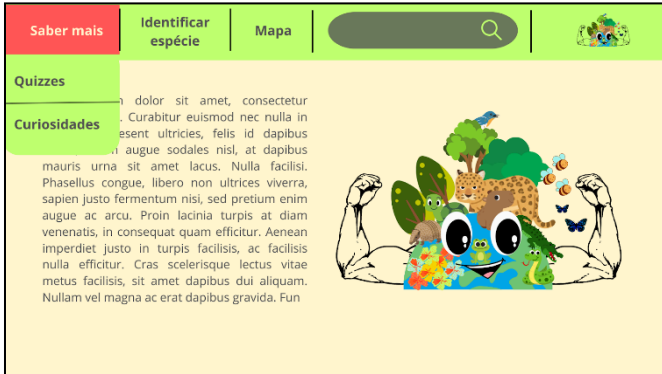 Saber mais
Identificar
espécie
Mapa
Quizzes
Curiosidades
dolor sit amet, consectetur
. Curabitur euismod nec nulla in
esent ultricies, felis id dapibus
augue sodales nisl, at dapibus
mauris urna sit amet lacus. Nulla facilisi.
Phasellus congue, libero non ultrices viverra,
sapien justo fermentum nisi, sed pretium enim
augue ac arcu. Proin lacinia turpis at diam
venenatis, in consequat quam efficitur. Aenean
imperdiet justo in turpis facilisis, ac facilisis
nulla efficitur. Cras scelerisque lectus vitae
metus facilisis, sit amet dapibus dui aliquam.
Nullam vel magna ac erat dapibus gravida. Fun